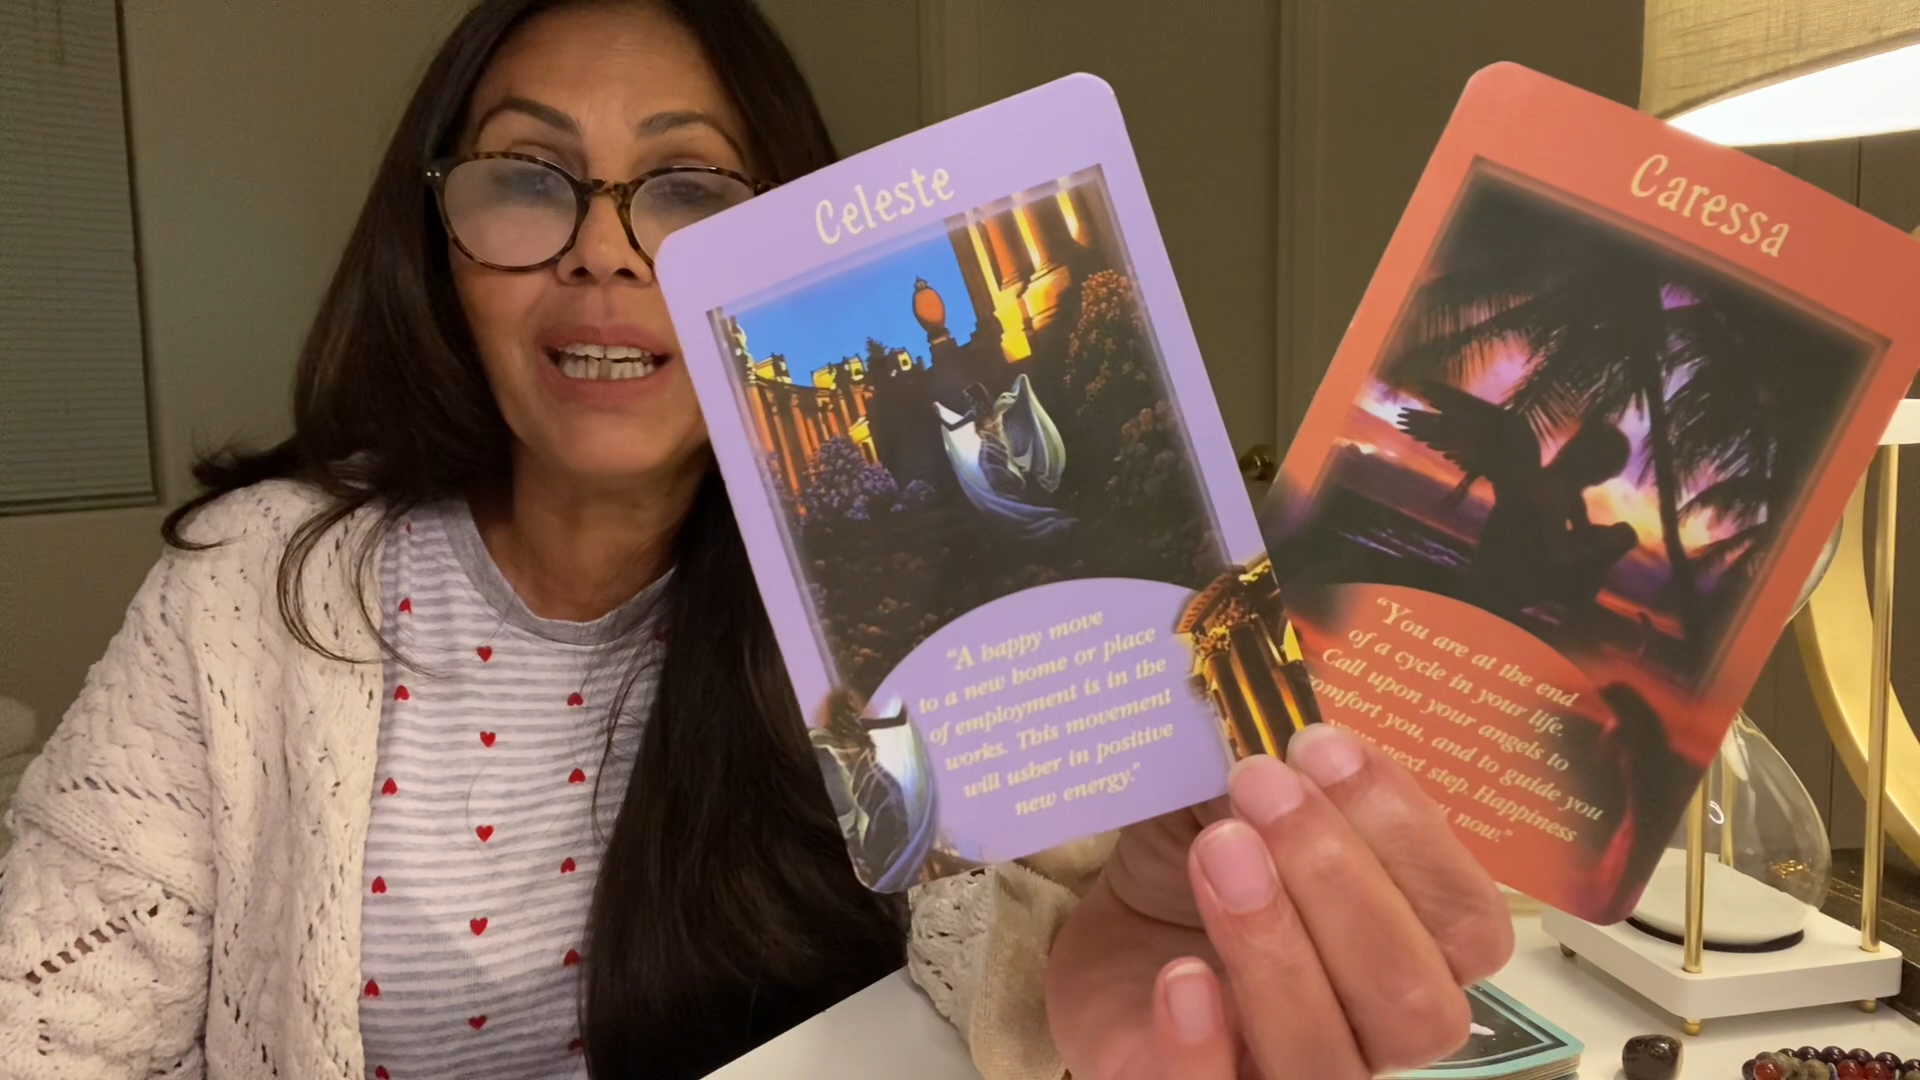 Celeste
"A happy move
to a new home or place
of employment is in the
works. This movement
will usher in positive
new energy."
Caressa
"You are at the end
of a cycle in your life.
Call upon your angels to
comfort you, and to guide you
next step. Happiness
now."